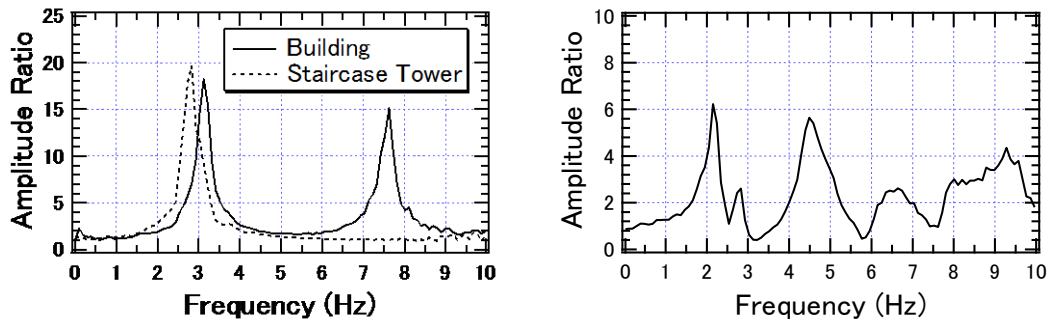 25
20
15
10
5
0
Amplitude Ratio
Building
Staircase Tower
0 1 2 3 4 5 6 7 8 9 10
Frequency (Hz)
10
8
6
4
2
0
Amplitude Ratio
0 1 2 3 4 5 6 7 8 9 10
Frequency (Hz)